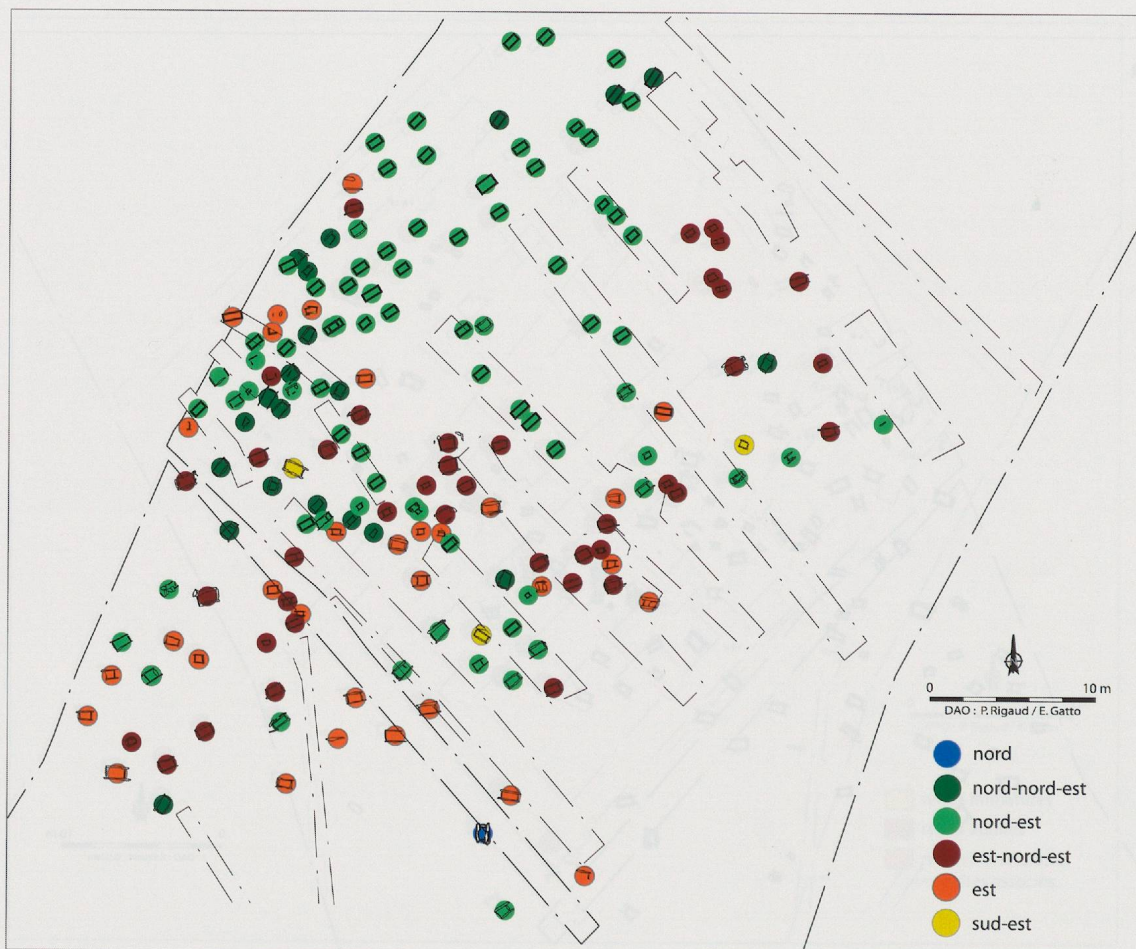 0 10 m
DAO : P. Rigaud / E. Gatto
nord
nord-nord-est
nord-est
est-nord-est
est
sud-est